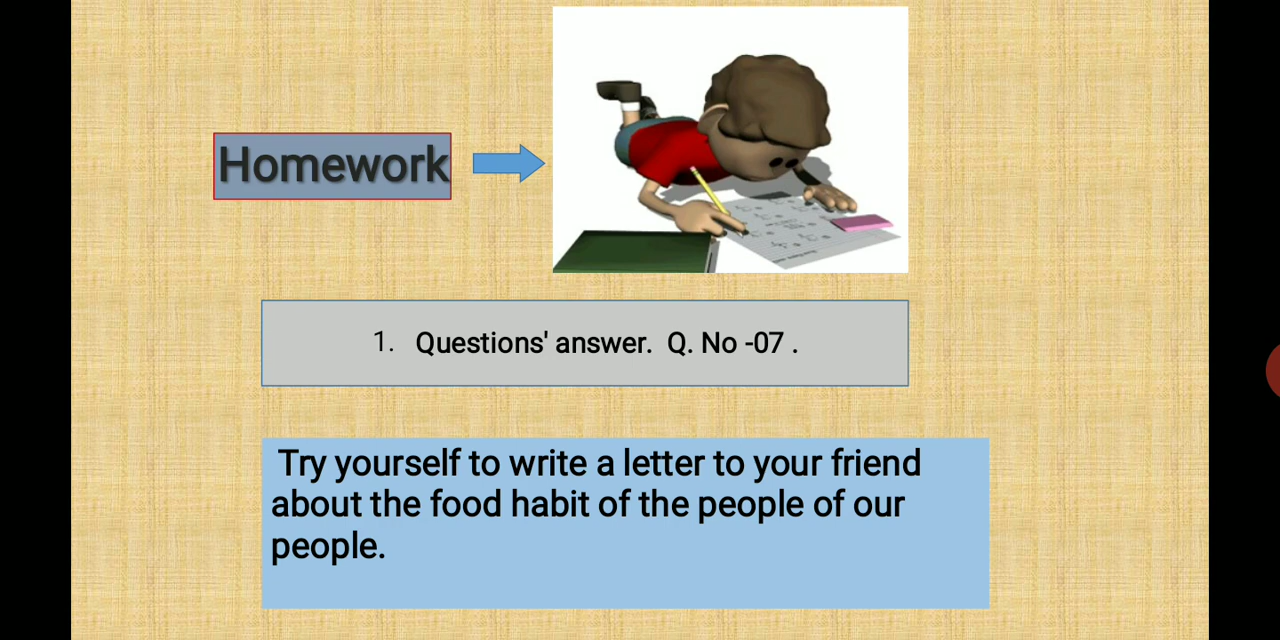 Homework
1. Questions' answer. Q. No -07 .
Try yourself to write a letter to your friend
about the food habit of the people of our
people.